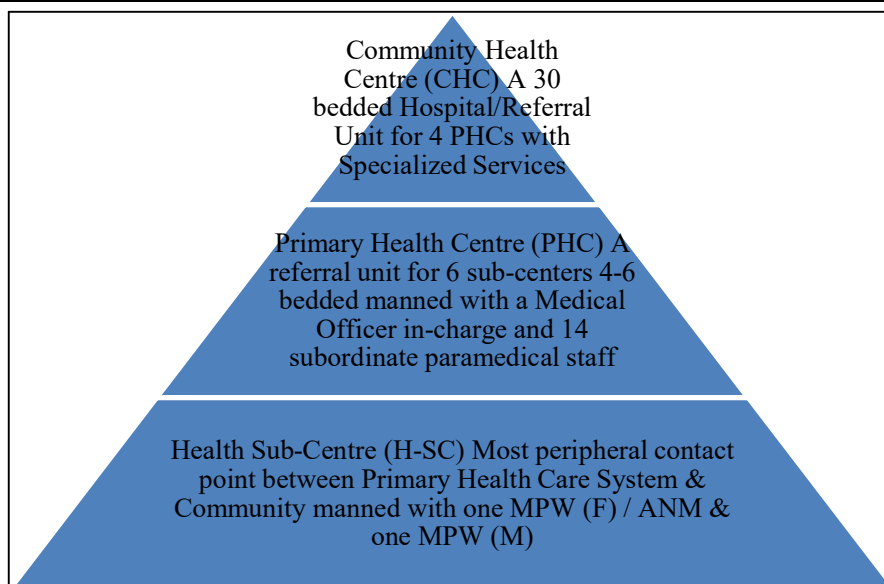 Community Health
Centre (CHC) A 30
bedded Hospital/Referral
Unit for 4 PHCs with
Specialized Services
Primary Health Centre (PHC) A
referral unit for 6 sub-centers 4-6
bedded manned with a Medical
Officer in-charge and 14
subordinate paramedical staff
Health Sub-Centre (H-SC) Most peripheral contact
point between Primary Health Care System &
Community manned with one MPW (F) / ANM &
one MPW (M)